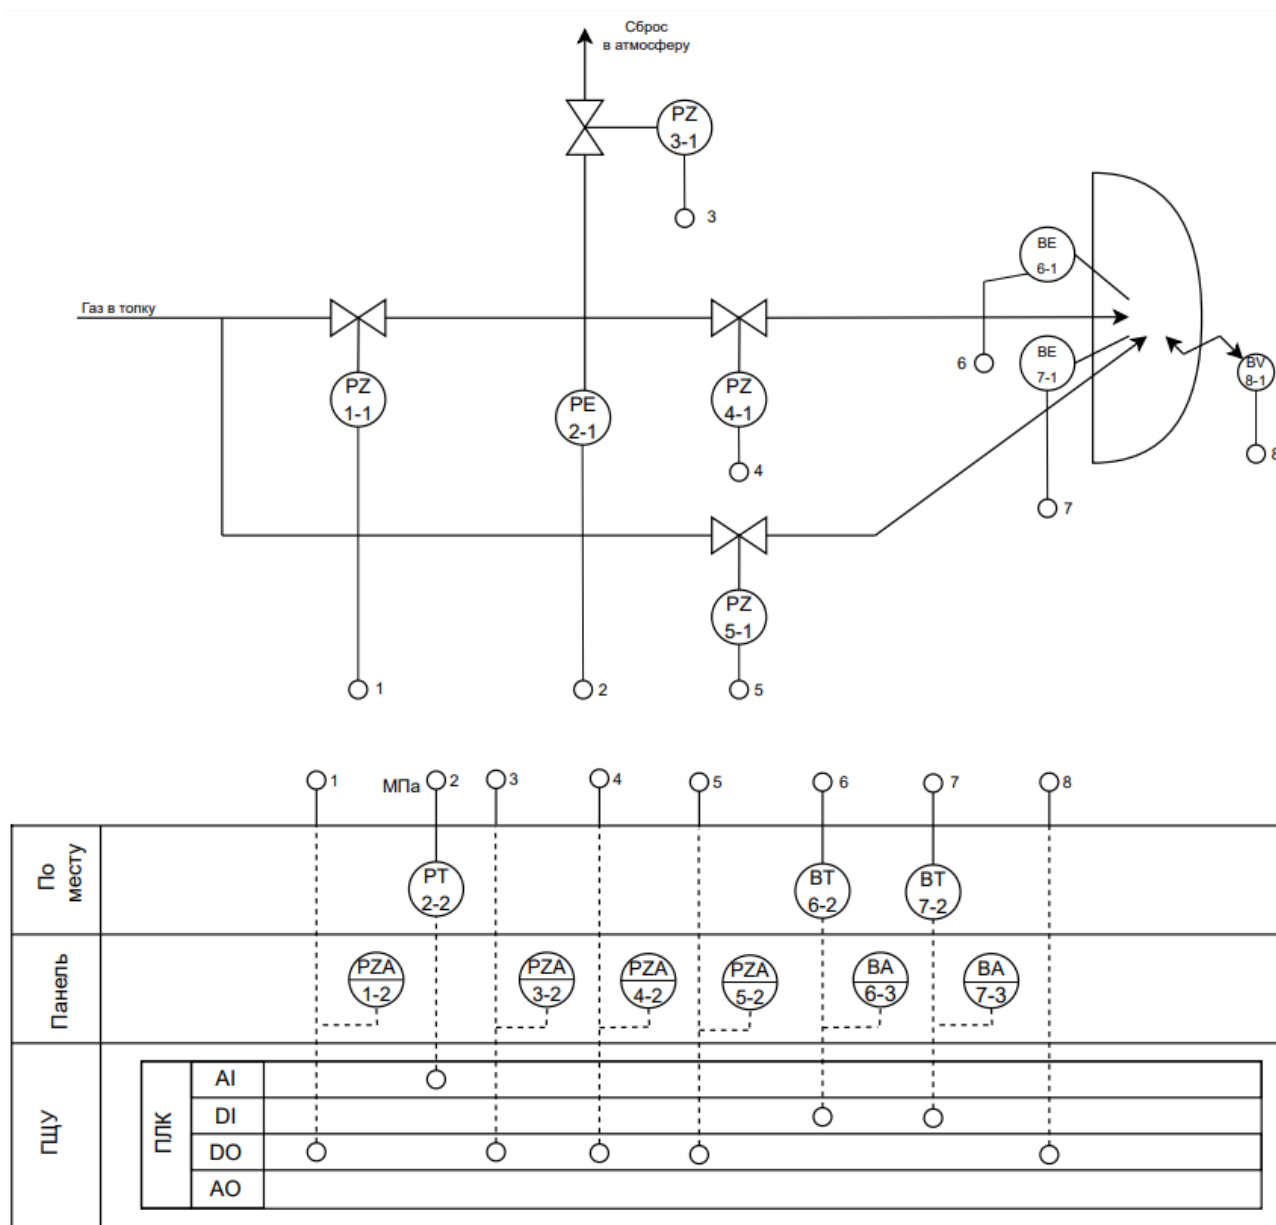 Сброс
в атмосферу
PZ
3-1
3
Газ в топку
BE
6-1
6
BE
7-1
7
BV
8-1
8
PZ
1-1
1
PE
2-1
2
PZ
4-1
4
PZ
5-1
5
1
МПа
2
3
4
5
6
7
8
По
месту
PT
2-2
BT
6-2
BT
7-2
Панель
PZA
1-2
PZA
3-2
PZA
4-2
PZA
5-2
BA
6-3
BA
7-3
ПЩУ
ПЛК
AI
DI
DO
AO